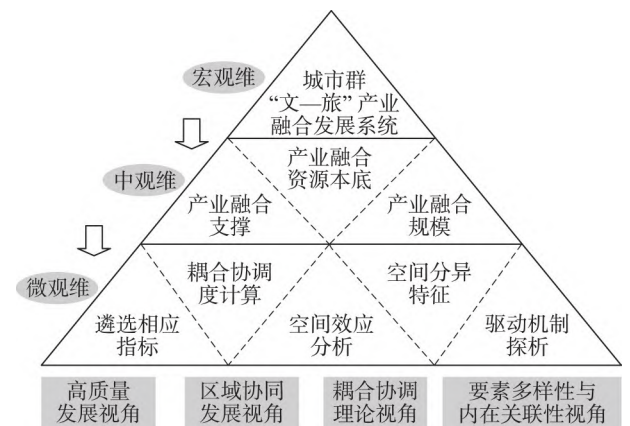 宏观维
城市群
“文—旅”产业
融合发展系统
中观维
产业融合
资源本底
产业融合
支撑
产业融合
规模
微观维
耦合协调
度计算
空间分异
特征
遴选相应
指标
空间效应
分析
驱动机制
探析
高质量
发展视角
区域协同
发展视角
耦合协调
理论视角
要素多样性与
内在关联性视角